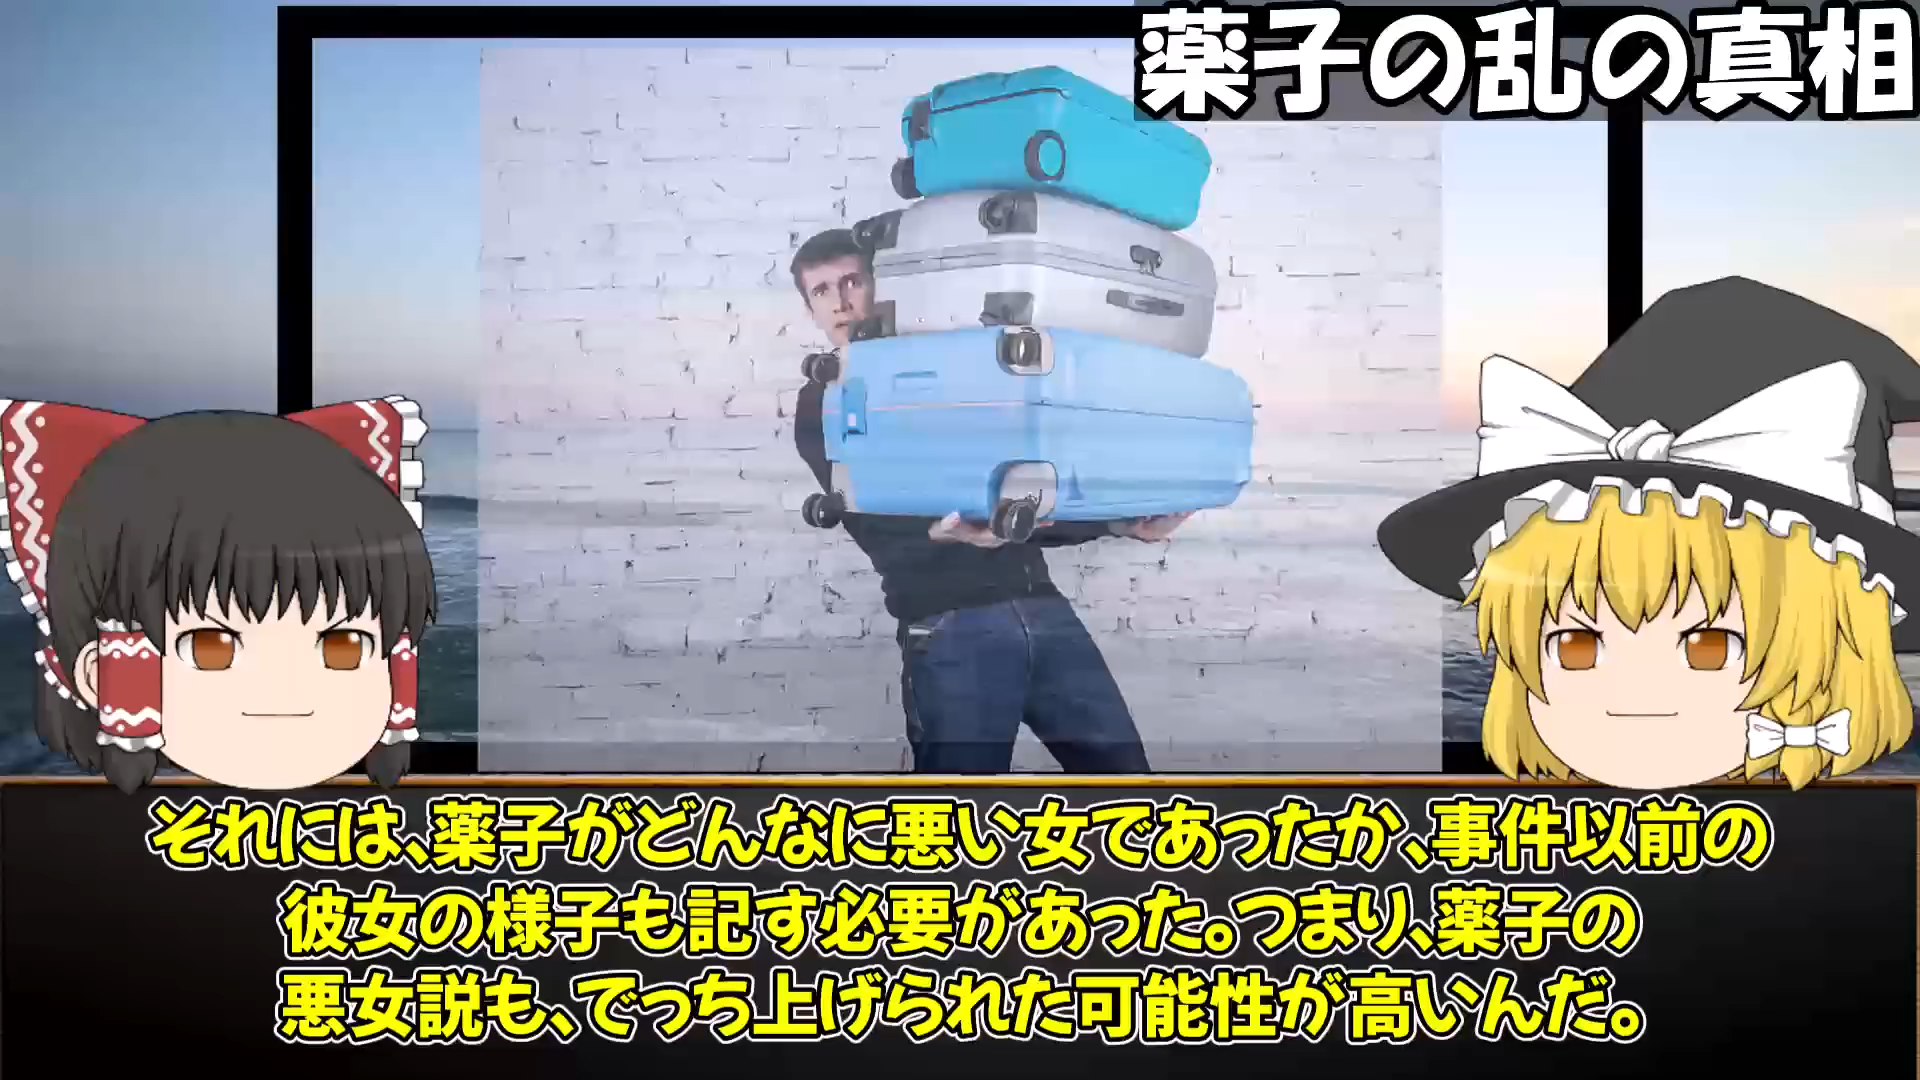 薬子の乱の真相
それには、薬子がどんなに悪い女であったか、事件以前の
彼女の様子も記す必要があった。つまり、薬子の
悪女説も、でっち上げられた可能性が高いんだ。